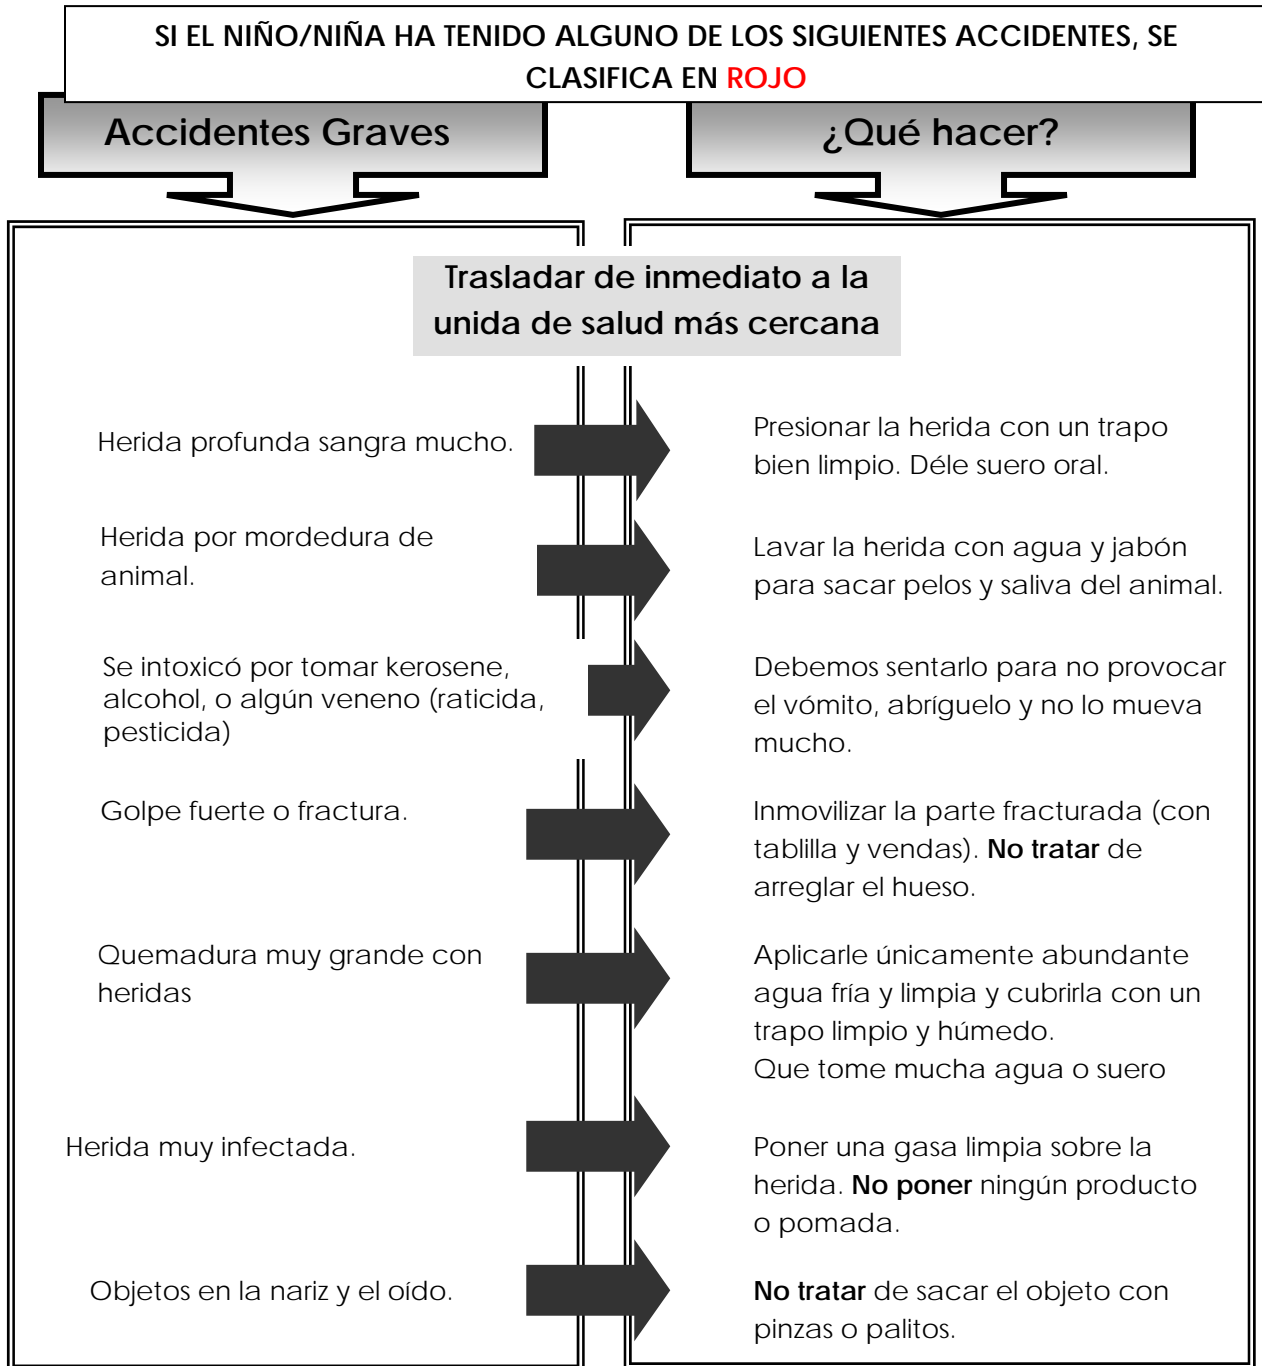 SI EL NIÑO/NIÑA HA TENIDO ALGUNO DE LOS SIGUIENTES ACCIDENTES, SE
CLASIFICA EN ROJO
Accidentes Graves
¿Qué hacer?
Trasladar de inmediato a la
unida de salud más cercana
Herida profunda sangra mucho.
Presionar la herida con un trapo
bien limpio. Déle suero oral.
Herida por mordedura de
animal.
Lavar la herida con agua y jabón
para sacar pelos y saliva del animal.
Se intoxicó por tomar kerosene,
alcohol, o algún veneno (raticida,
pesticida)
Debemos sentarlo para no provocar
el vómito, abríguelo y no lo mueva
mucho.
Golpe fuerte o fractura.
Inmovilizar la parte fracturada (con
tablilla y vendas). No tratar de
arreglar el hueso.
Quemadura muy grande con
heridas
Aplicarle únicamente abundante
agua fría y limpia y cubrirla con un
trapo limpio y húmedo.
Que tome mucha agua o suero
Herida muy infectada.
Poner una gasa limpia sobre la
herida. No poner ningún producto
o pomada.
Objetos en la nariz y el oído.
No tratar de sacar el objeto con
pinzas o palitos.